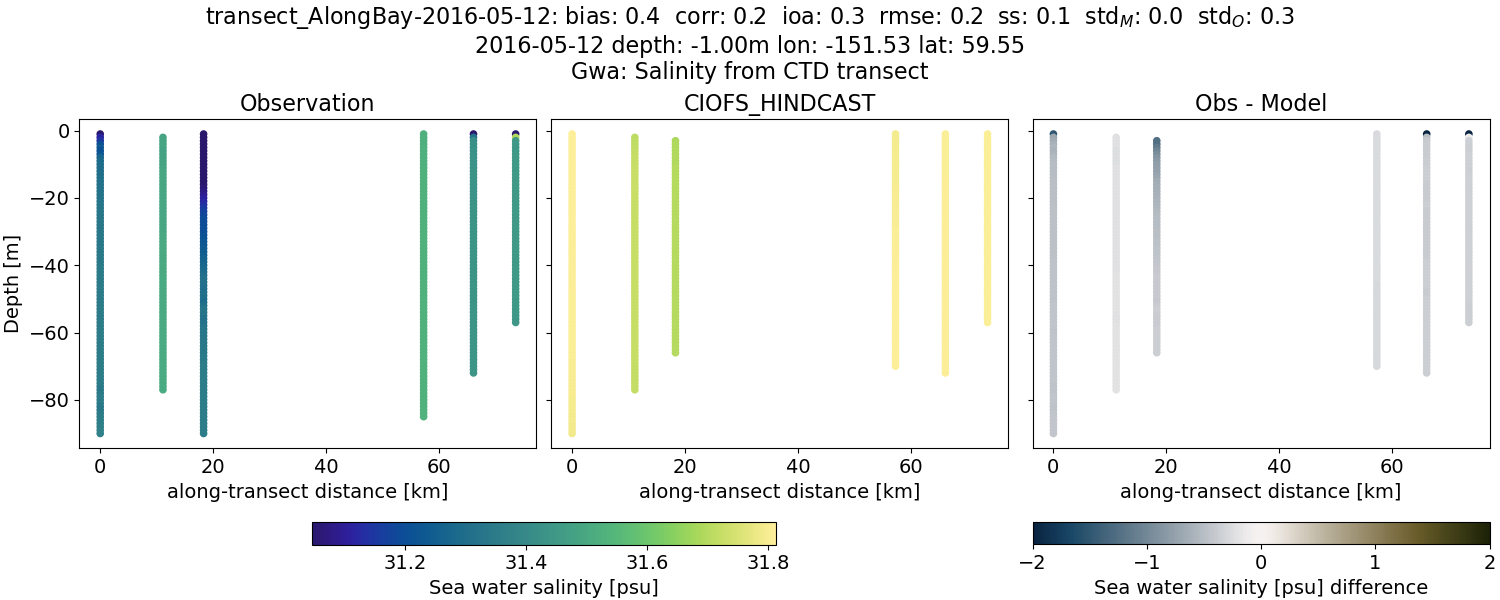 transect_AlongBay-2016-05-12: bias: 0.4 corr: 0.2 ioa: 0.3 rmse: 0.2 ss: 0.1 std_M: 0.0 std_O: 0.3
2016-05-12 depth: -1.00m lon: -151.53 lat: 59.55
Gwa: Salinity from CTD transect
Observation CIOFS_HINDCAST Obs - Model
0
−20
−40
−60
−80
Depth [m]
0 20 40 60 0 20 40 60 0 20 40 60
along-transect distance [km] along-transect distance [km] along-transect distance [km]
31.2 31.4 31.6 31.8 −2 −1 0 1 2
Sea water salinity [psu] Sea water salinity [psu] difference